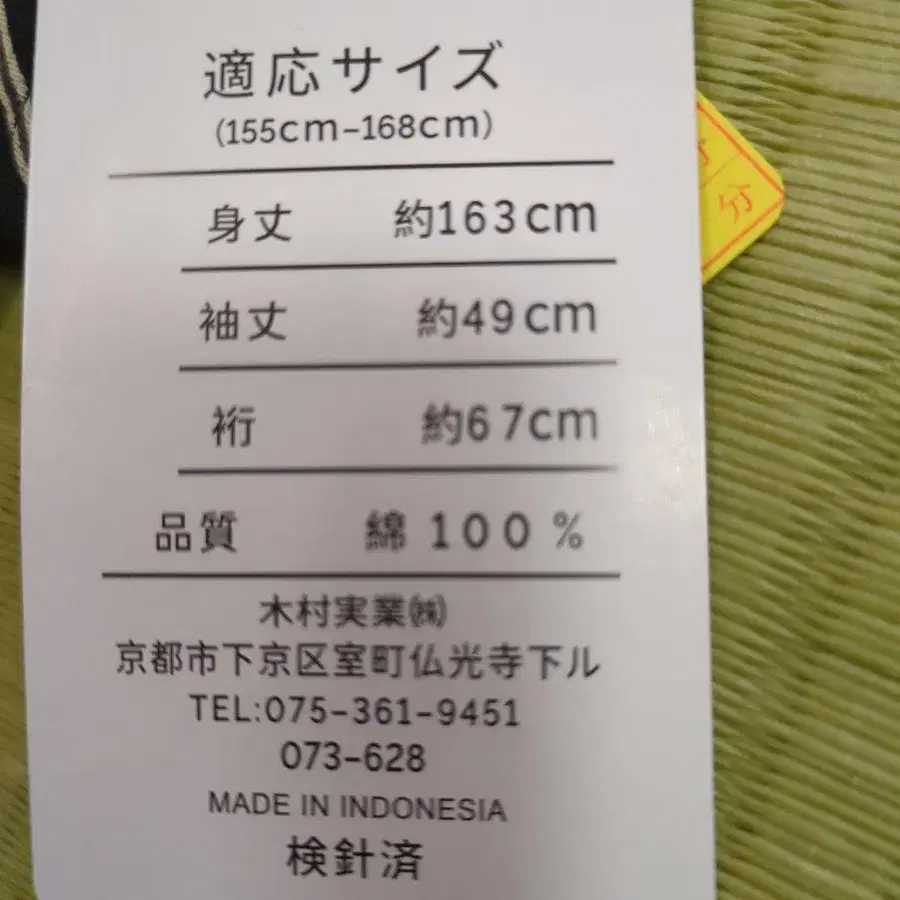 適応サイズ
(155cm-168cm)
身丈 約163cm
袖丈 約49cm
裄 約67cm
品質 綿 100 %
木村実業㈱
京都市下京区室町仏光寺下ル
TEL:075-361-9451
073-628
MADE IN INDONESIA
検針済
分